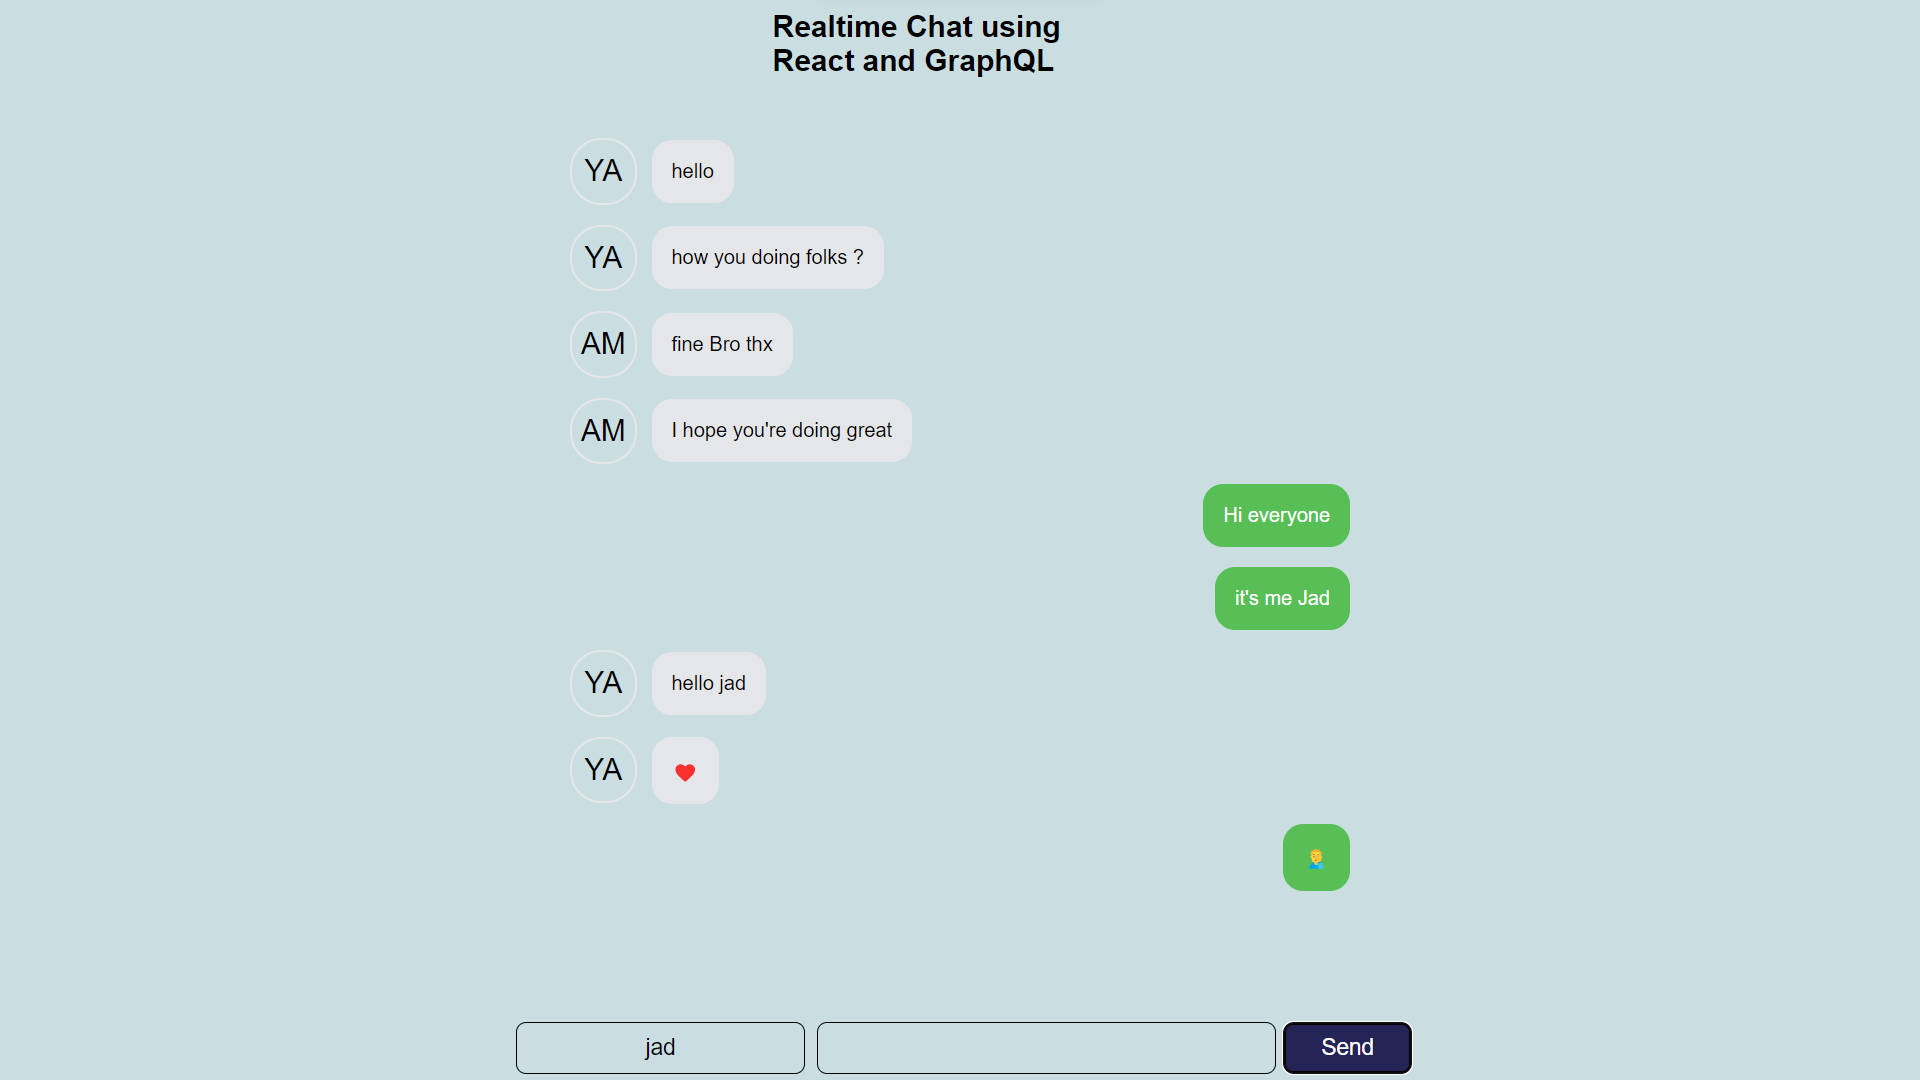 Realtime Chat using
React and GraphQL
YA
hello
YA
how you doing folks ?
AM
fine Bro thx
AM
I hope you're doing great
Hi everyone
it's me Jad
YA
hello jad
YA
jad
Send